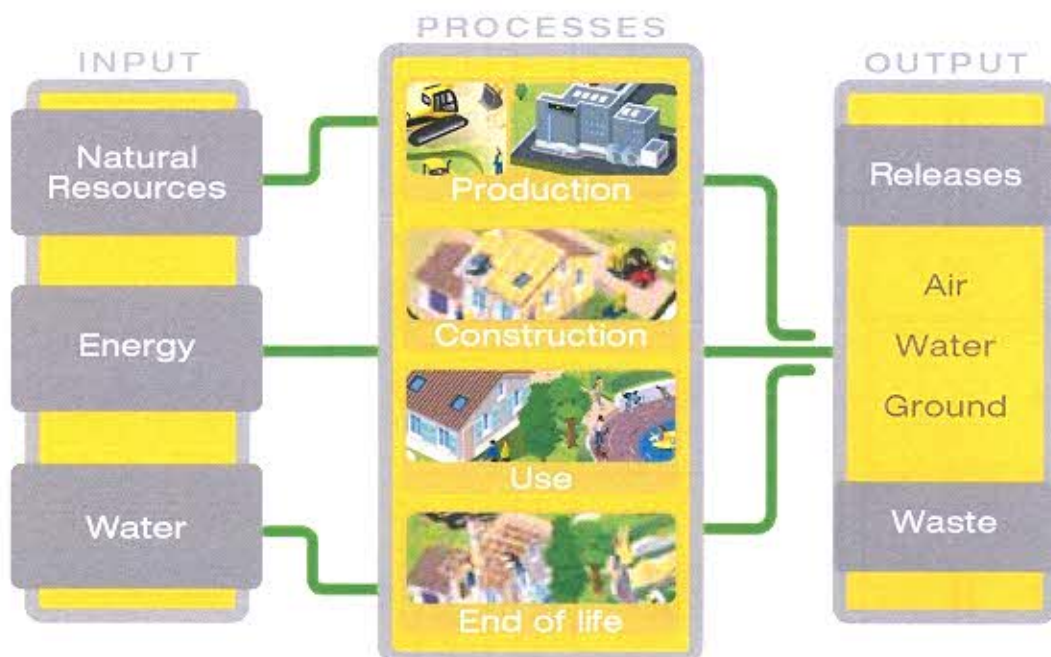 INPUT
Natural
Resources
Energy
Water
PROCESSES
Production
Construction
Use
End of life
OUTPUT
Releases
Air
Water
Ground
Waste